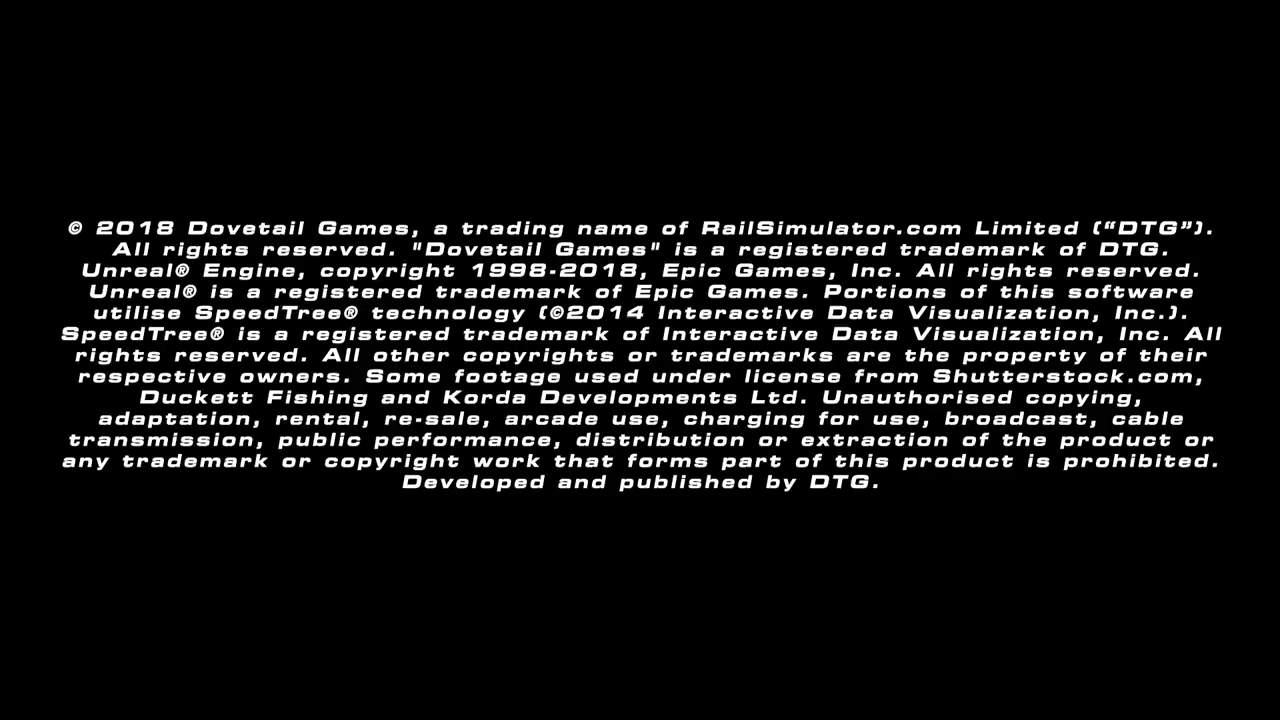 © 2018 Dovetail Games, a trading name of RailSimulator.com Limited (“DTG”).
All rights reserved. "Dovetail Games" is a registered trademark of DTG.
Unreal® Engine, copyright 1998-2018, Epic Games, Inc. All rights reserved.
Unreal® is a registered trademark of Epic Games. Portions of this software
utilise SpeedTree® technology (©2014 Interactive Data Visualization, Inc.).
SpeedTree® is a registered trademark of Interactive Data Visualization, Inc. All
rights reserved. All other copyrights or trademarks are the property of their
respective owners. Some footage used under license from Shutterstock.com,
Duckett Fishing and Korda Developments Ltd. Unauthorised copying,
adaptation, rental, re-sale, arcade use, charging for use, broadcast, cable
transmission, public performance, distribution or extraction of the product or
any trademark or copyright work that forms part of this product is prohibited.
Developed and published by DTG.